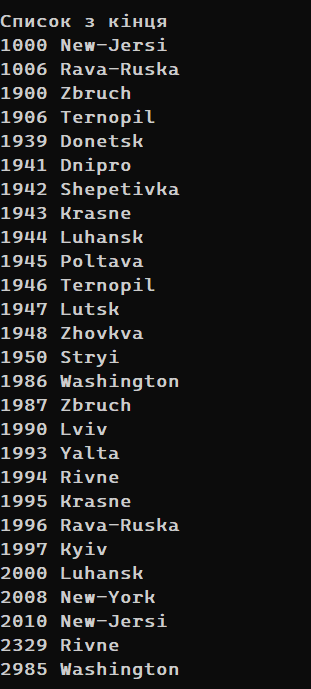 Список з кінця
1000 New-Jersi
1006 Rava-Ruska
1900 Zbruch
1906 Ternopil
1939 Donetsk
1941 Dnipro
1942 Shepetivka
1943 Krasne
1944 Luhansk
1945 Poltava
1946 Ternopil
1947 Lutsk
1948 Zhovkva
1950 Stryi
1986 Washington
1987 Zbruch
1990 Lviv
1993 Yalta
1994 Rivne
1995 Krasne
1996 Rava-Ruska
1997 Kyiv
2000 Luhansk
2008 New-York
2010 New-Jersi
2329 Rivne
2985 Washington